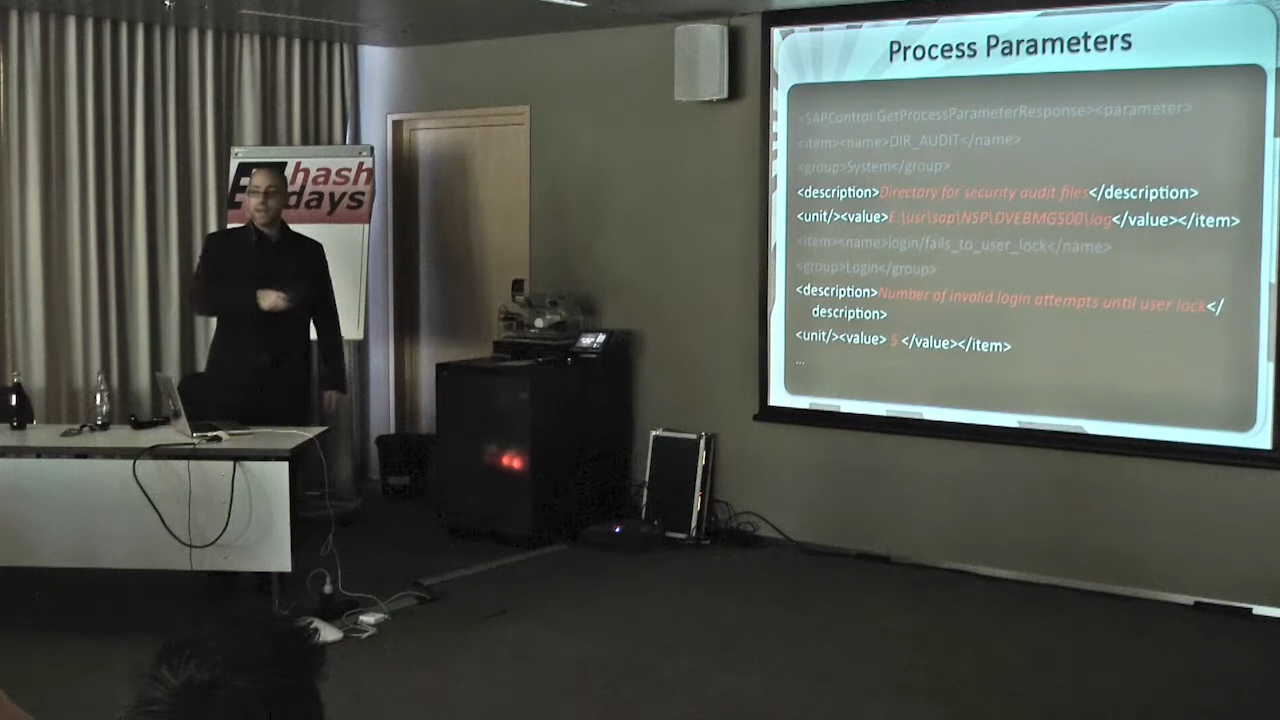 hash
days
Process Parameters
<SAPControl:GetProcessParameterResponse><parameter>
<item><name>DIR_AUDIT</name>
<group>System</group>
<description>Directory for security audit files</description>
<unit/><value>E:\usr\sap\NSP\DVEBMG500\log</value></item>
<item><name>login/fails_to_user_lock</name>
<group>Login</group>
<description>Number of invalid login attempts until user lock</
description>
<unit/><value> 5 </value></item>
...